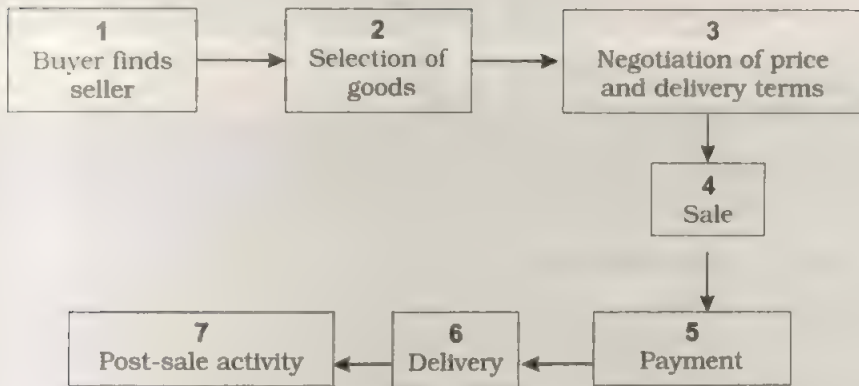 1
Buyer finds
seller
2
Selection of
goods
3
Negotiation of price
and delivery terms
4
Sale
5
Payment
6
Delivery
7
Post-sale activity